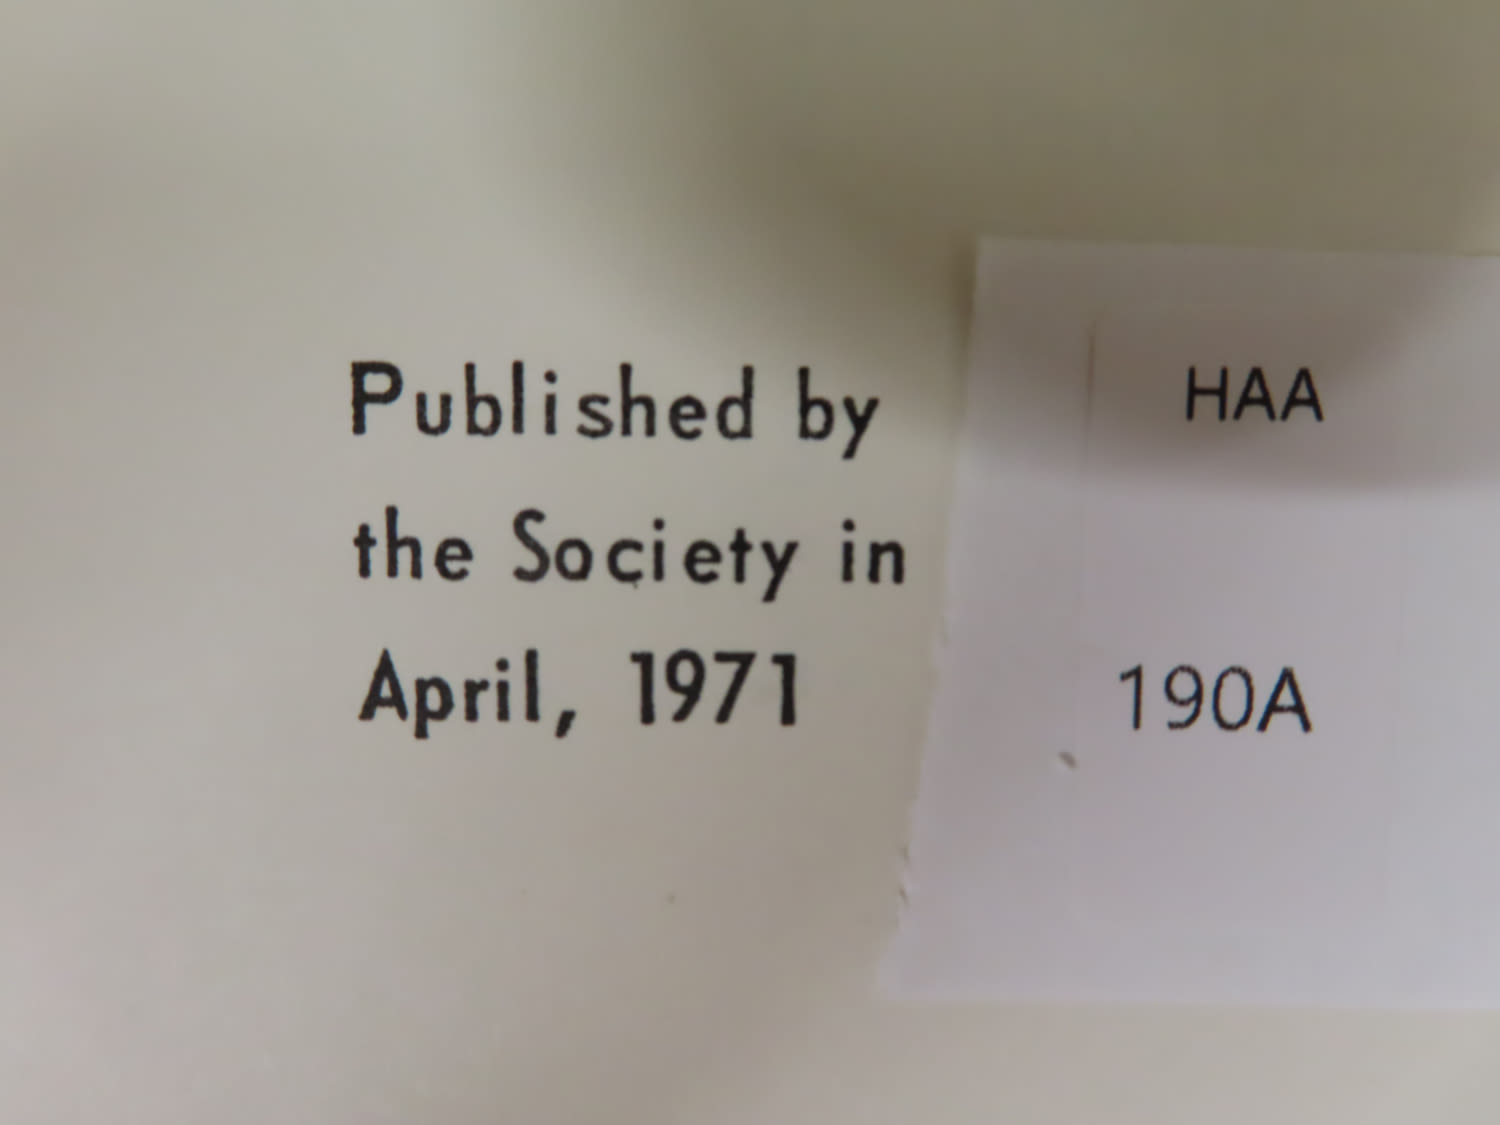 Published by
the Society in
April, 1971
HAA
190A